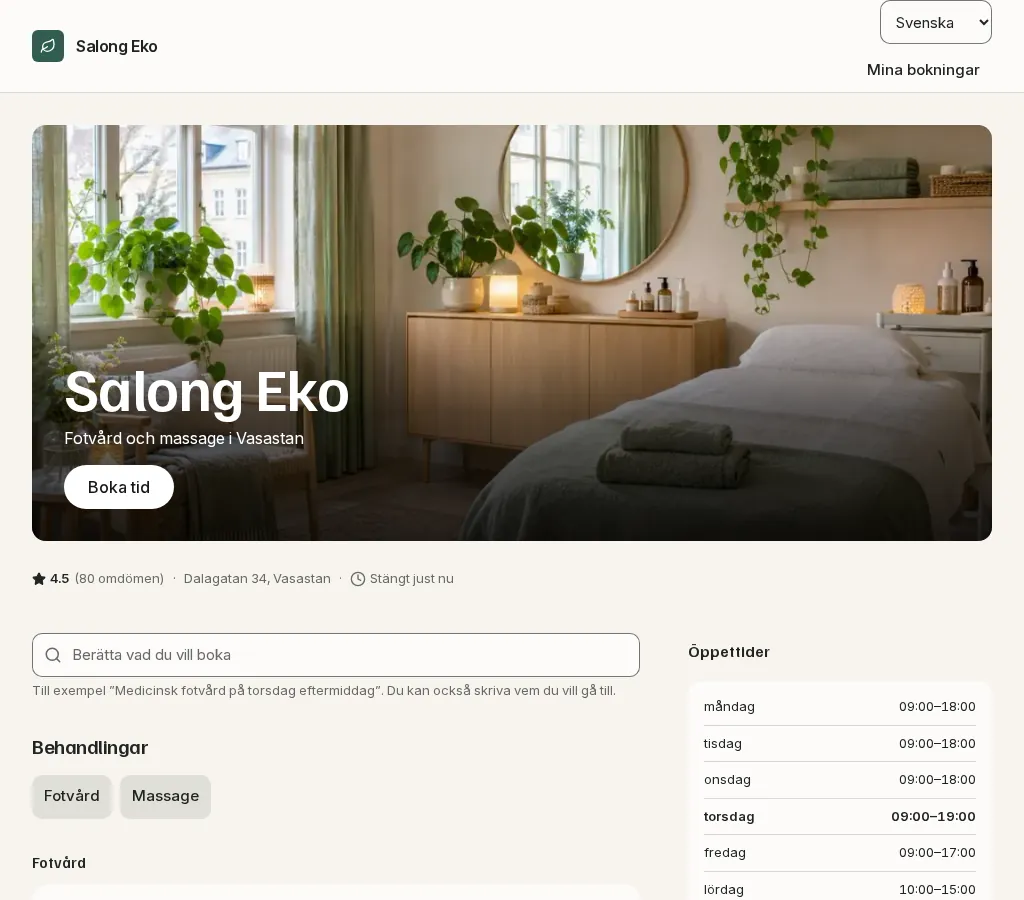 Salong Eko
Svenska
Mina bokningar
Salong Eko
Fotvård och massage i Vasastan
Boka tid
4.5 (80 omdömen) · Dalagatan 34, Vasastan · Stängt just nu
Berätta vad du vill boka
Till exempel ”Medicinsk fotvård på torsdag eftermiddag”. Du kan också skriva vem du vill gå till.
Behandlingar
Fotvård
Massage
Fotvård
Öppettider
måndag 09:00–18:00
tisdag 09:00–18:00
onsdag 09:00–18:00
torsdag 09:00–19:00
fredag 09:00–17:00
lördag 10:00–15:00